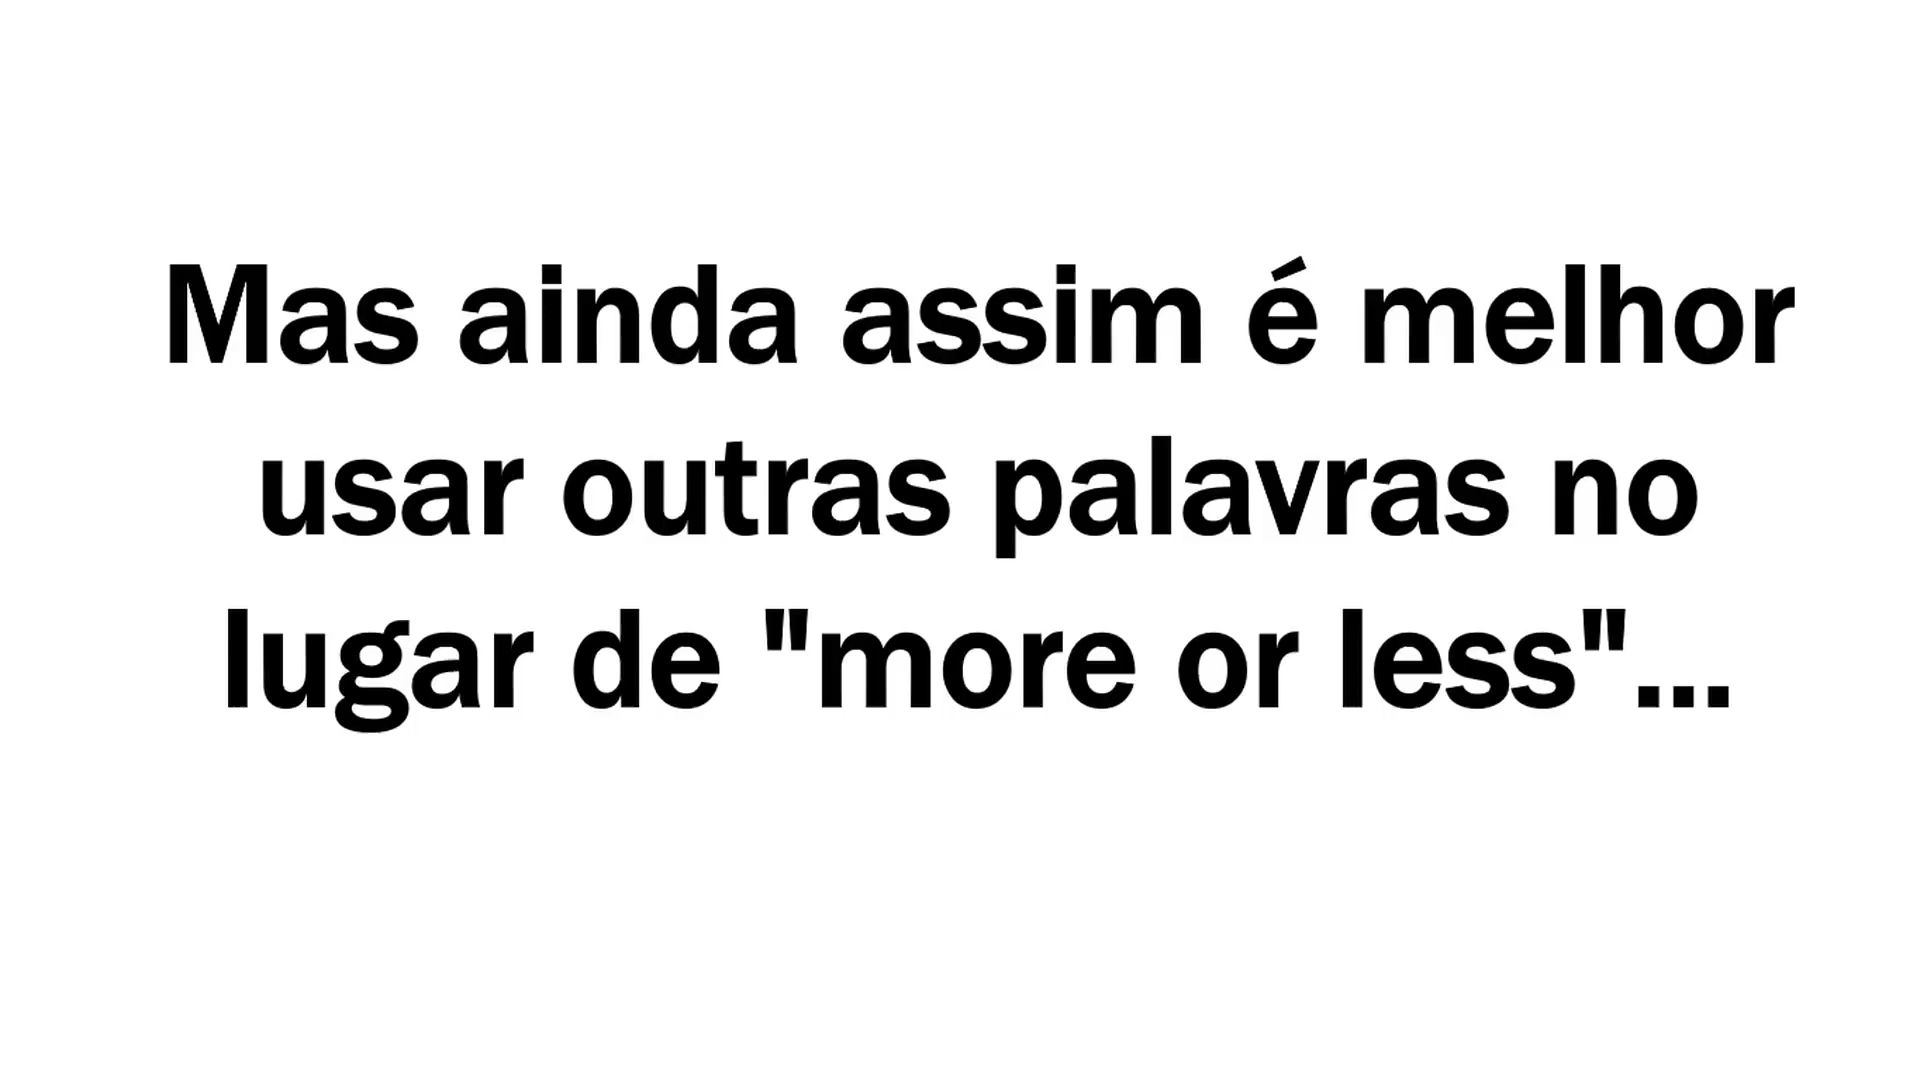 Mas ainda assim é melhor
usar outras palavras no
lugar de "more or less"...